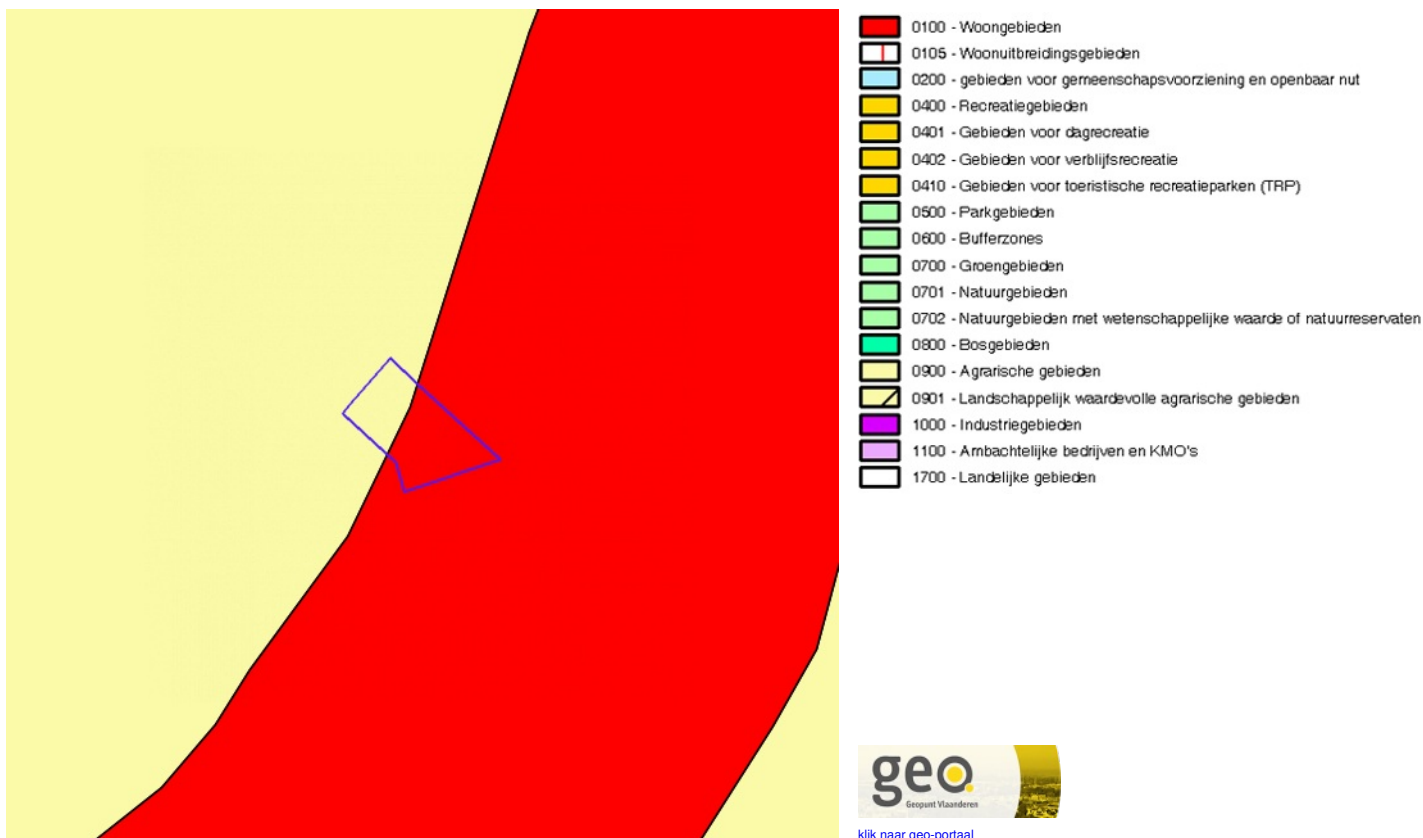 0100 - Woongebieden
0105 - Woonuitbreidingsgebieden
0200 - gebieden voor gemeenschapsvoorziening en openbaar nut
0400 - Recreatiegebieden
0401 - Gebieden voor dagrecreatie
0402 - Gebieden voor verblijfsrecreatie
0410 - Gebieden voor toeristische recreatieparken (TRP)
0500 - Parkgebieden
0600 - Bufferzones
0700 - Groengebieden
0701 - Natuurgebieden
0702 - Natuurgebieden met wetenschappelijke waarde of natuurreservaten
0800 - Bosgebieden
0900 - Agrarische gebieden
0901 - Landschappelijk waardevolle agrarische gebieden
1000 - Industriegebieden
1100 - Ambachtelijke bedrijven en KMO's
1700 - Landelijke gebieden
geo
Geopunt Vlaanderen
klik naar geo-portaal